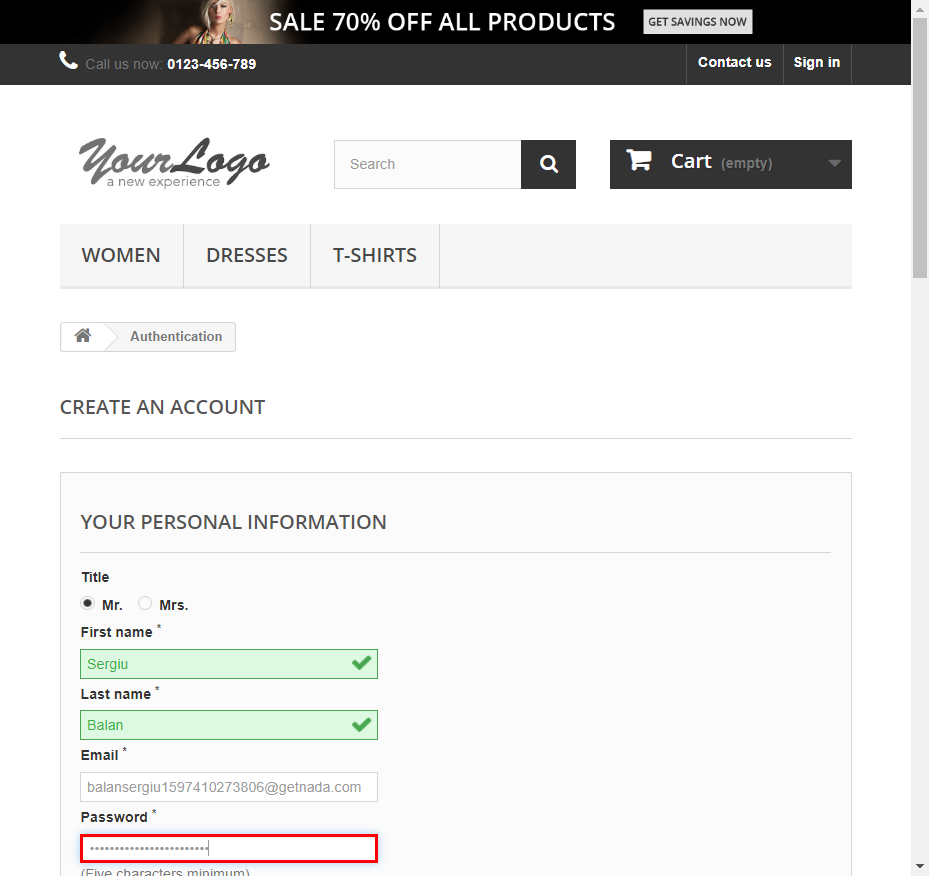 SALE 70% OFF ALL PRODUCTS GET SAVINGS NOW
Call us now: 0123-456-789 Contact us Sign in
YourLogo
a new experience
Search
Cart (empty)
WOMEN DRESSES T-SHIRTS
Authentication
CREATE AN ACCOUNT
YOUR PERSONAL INFORMATION
Title
Mr. Mrs.
First name *
Sergiu
Last name *
Balan
Email *
balansergiu1597410273806@getnada.com
Password *
(Five characters minimum)